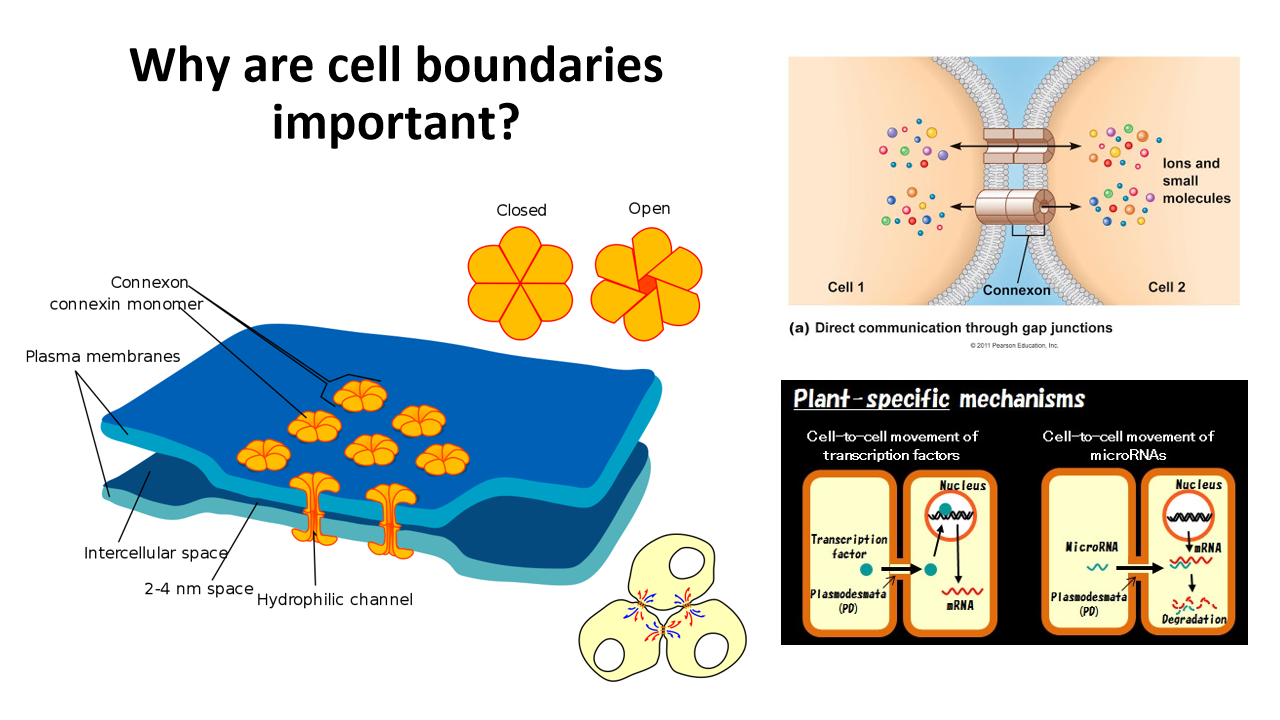 Why are cell boundaries
important?
Closed
Open
Connexon
connexin monomer
Plasma membranes
Intercellular space
2-4 nm space
Hydrophilic channel
Ions and
small
molecules
Cell 1
Connexon
Cell 2
(a) Direct communication through gap junctions
© 2011 Pearson Education, Inc.
Plant-specific mechanisms
Cell-to-cell movement of
transcription factors
Nucleus
Transcription
factor
Plasmodesmata
(PD)
mRNA
Cell-to-cell movement of
microRNAs
Nucleus
MicroRNA
mRNA
Plasmodesmata
(PD)
Degradation